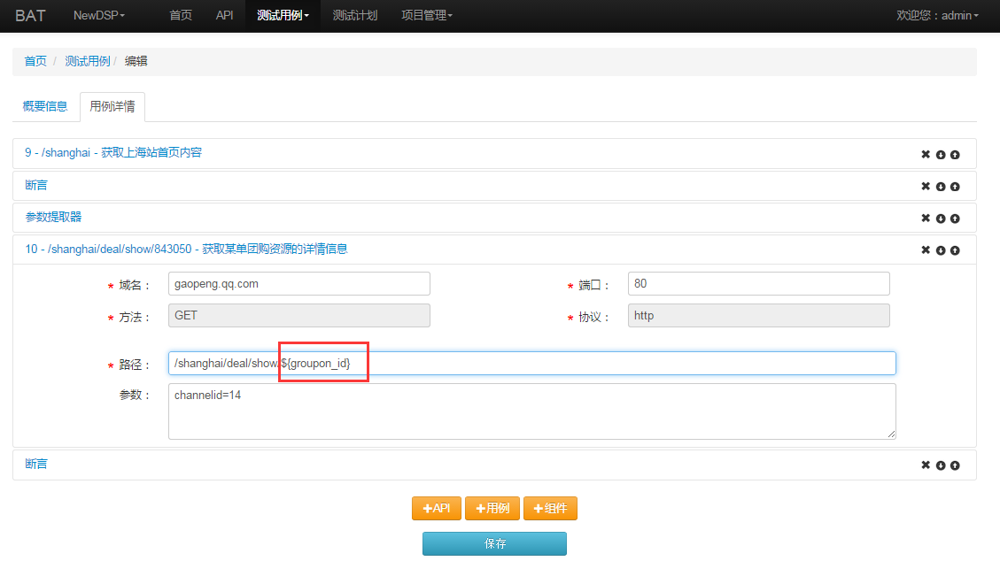 BAT NewDSP 首页 API 测试用例 测试计划 项目管理 欢迎您：admin
首页 / 测试用例 / 编辑
概要信息 用例详情
9 - /shanghai - 获取上海站首页内容
断言
参数提取器
10 - /shanghai/deal/show/843050 - 获取某单团购资源的详情信息
* 域名： gaopeng.qq.com * 端口： 80
* 方法： GET * 协议： http
* 路径： /shanghai/deal/show/${groupon_id}
参数： channelid=14
断言
+API +用例 +组件
保存